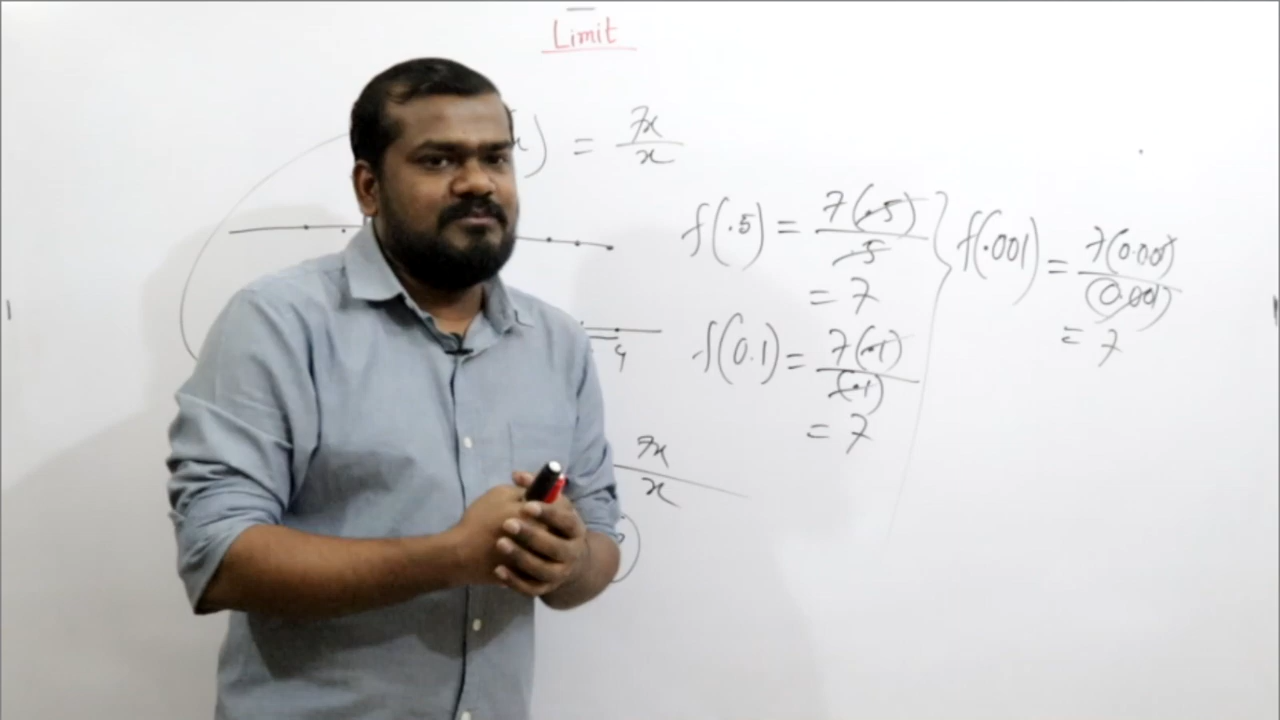 Limit
x) = 7x/x
f(.5) = 7(.5)/.5
= 7
f(0.1) = 7(.1)/(.1)
= 7
f(.001) = 7(0.001)/(0.001)
= 7
4
7x/x